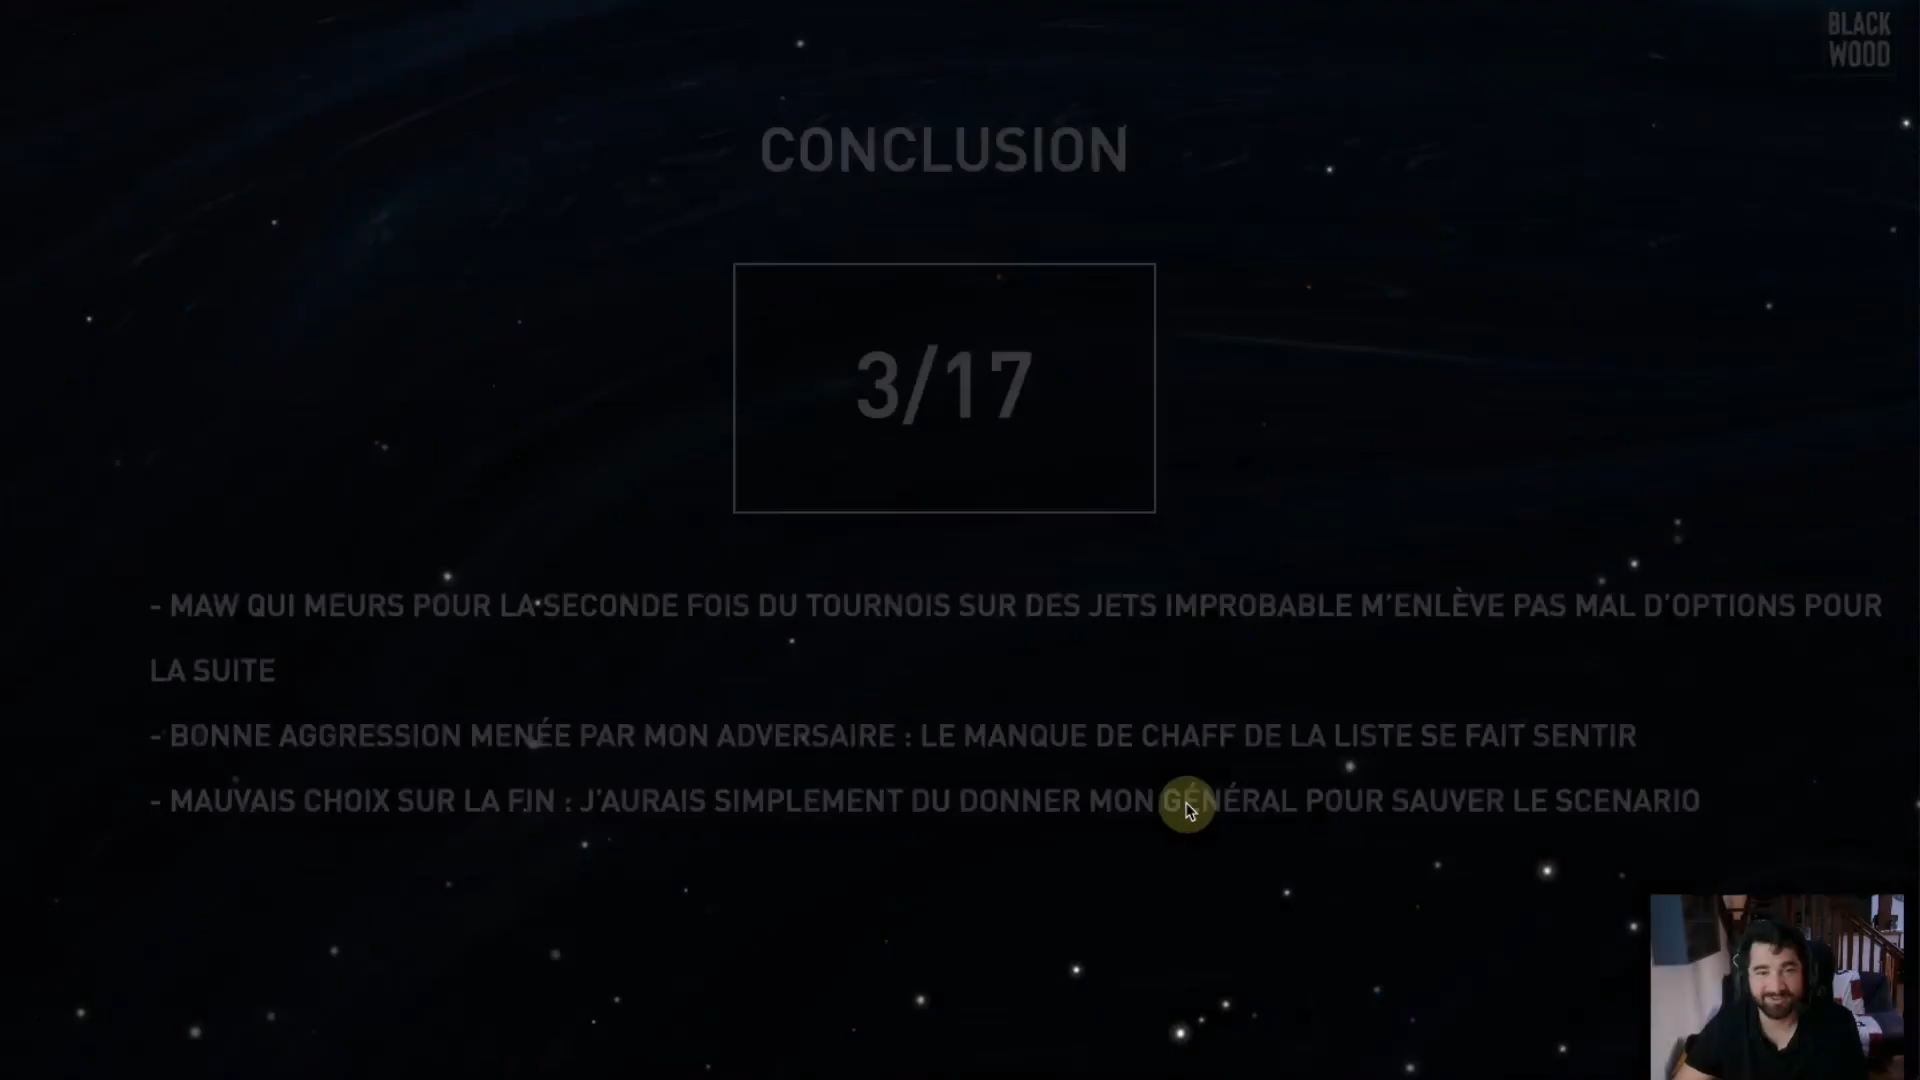 BLACK
WOOD
CONCLUSION
3/17
- MAW QUI MEURS POUR LA SECONDE FOIS DU TOURNOIS SUR DES JETS IMPROBABLE M'ENLÈVE PAS MAL D'OPTIONS POUR
LA SUITE
- BONNE AGGRESSION MENÉE PAR MON ADVERSAIRE : LE MANQUE DE CHAFF DE LA LISTE SE FAIT SENTIR
- MAUVAIS CHOIX SUR LA FIN : J'AURAIS SIMPLEMENT DU DONNER MON GÉNÉRAL POUR SAUVER LE SCENARIO